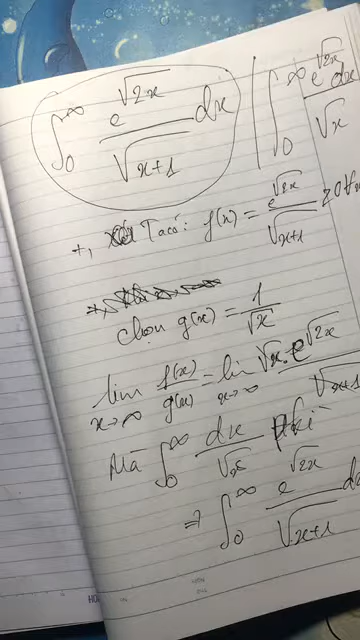 ∫₀^∞ e^√2x / √x+1 dx | ∫₀^∞ e^√2x dx / √x
+, Ta có: f(x) = e^√2x / √x+1 ≥ 0
chọn g(x) = 1 / √x
lim x→∞ f(x) / g(x) = lim x→∞ √x . e^√2x / √x+1
Mà ∫₀^∞ dx / √x pki
⇒ ∫₀^∞ e^√2x / √x+1 d